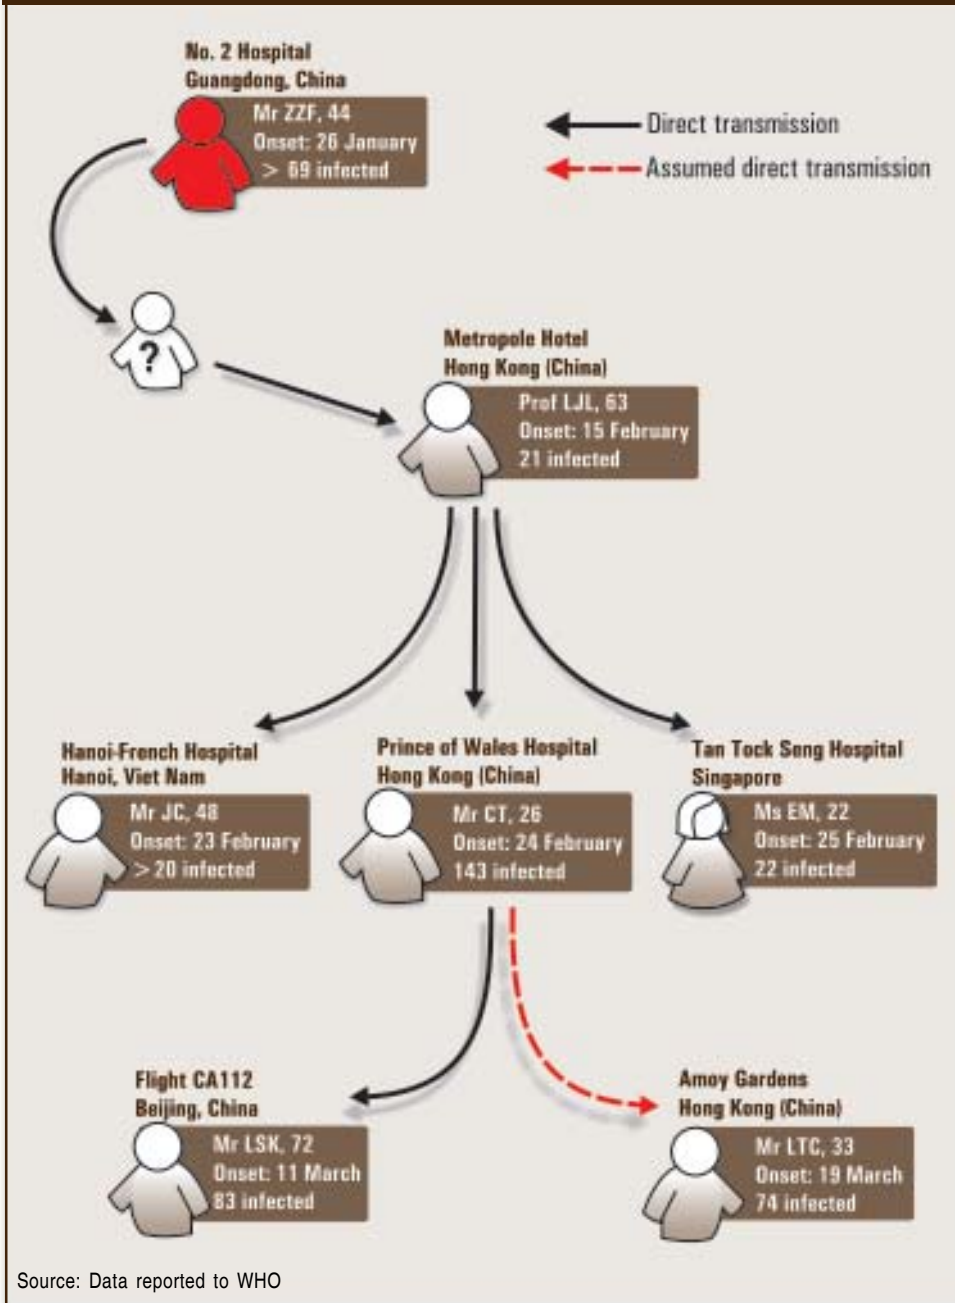 No. 2 Hospital
Guangdong, China
Mr ZZF, 44
Onset: 26 January
> 69 infected
Direct transmission
Assumed direct transmission
?
Metropole Hotel
Hong Kong (China)
Prof LJL, 63
Onset: 15 February
21 infected
Hanoi-French Hospital
Hanoi, Viet Nam
Mr JC, 48
Onset: 23 February
> 20 infected
Prince of Wales Hospital
Hong Kong (China)
Mr CT, 26
Onset: 24 February
143 infected
Tan Tock Seng Hospital
Singapore
Ms EM, 22
Onset: 25 February
22 infected
Flight CA112
Beijing, China
Mr LSK, 72
Onset: 11 March
83 infected
Amoy Gardens
Hong Kong (China)
Mr LTC, 33
Onset: 19 March
74 infected
Source: Data reported to WHO